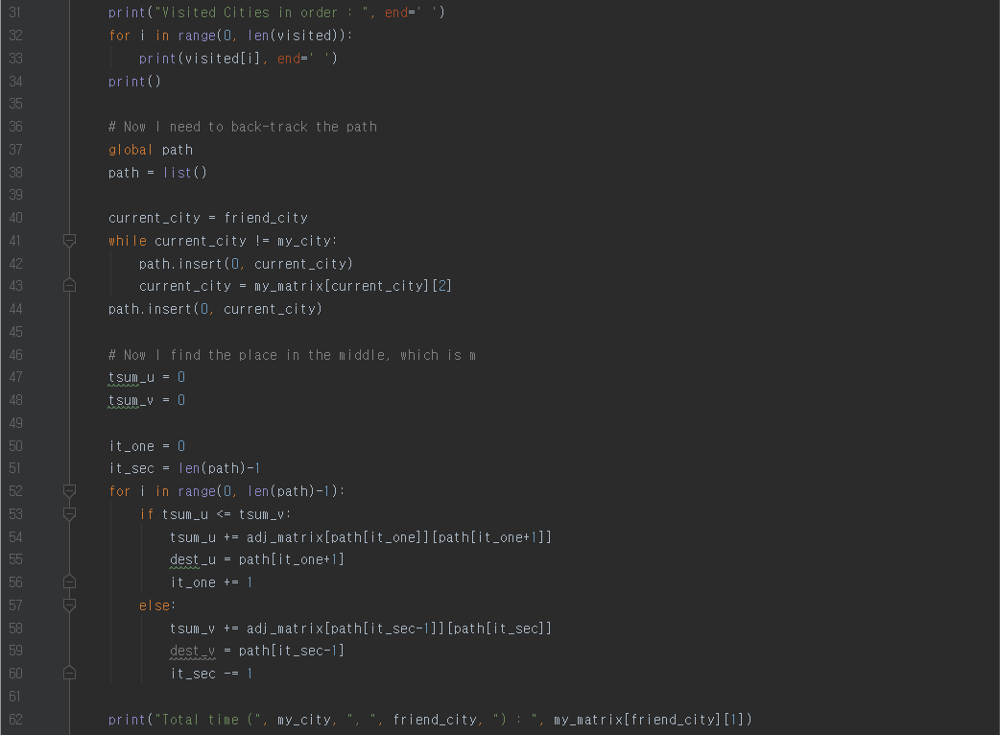 31 print("Visited Cities in order : ", end=' ')
32 for i in range(0, len(visited)):
33 print(visited[i], end=' ')
34 print()
35
36 # Now I need to back-track the path
37 global path
38 path = list()
39
40 current_city = friend_city
41 while current_city != my_city:
42 path.insert(0, current_city)
43 current_city = my_matrix[current_city][2]
44 path.insert(0, current_city)
45
46 # Now I find the place in the middle, which is m
47 tsum_u = 0
48 tsum_v = 0
49
50 it_one = 0
51 it_sec = len(path)-1
52 for i in range(0, len(path)-1):
53 if tsum_u <= tsum_v:
54 tsum_u += adj_matrix[path[it_one]][path[it_one+1]]
55 dest_u = path[it_one+1]
56 it_one += 1
57 else:
58 tsum_v += adj_matrix[path[it_sec-1]][path[it_sec]]
59 dest_v = path[it_sec-1]
60 it_sec -= 1
61
62 print("Total time (", my_city, ", ", friend_city, ") : ", my_matrix[friend_city][1])